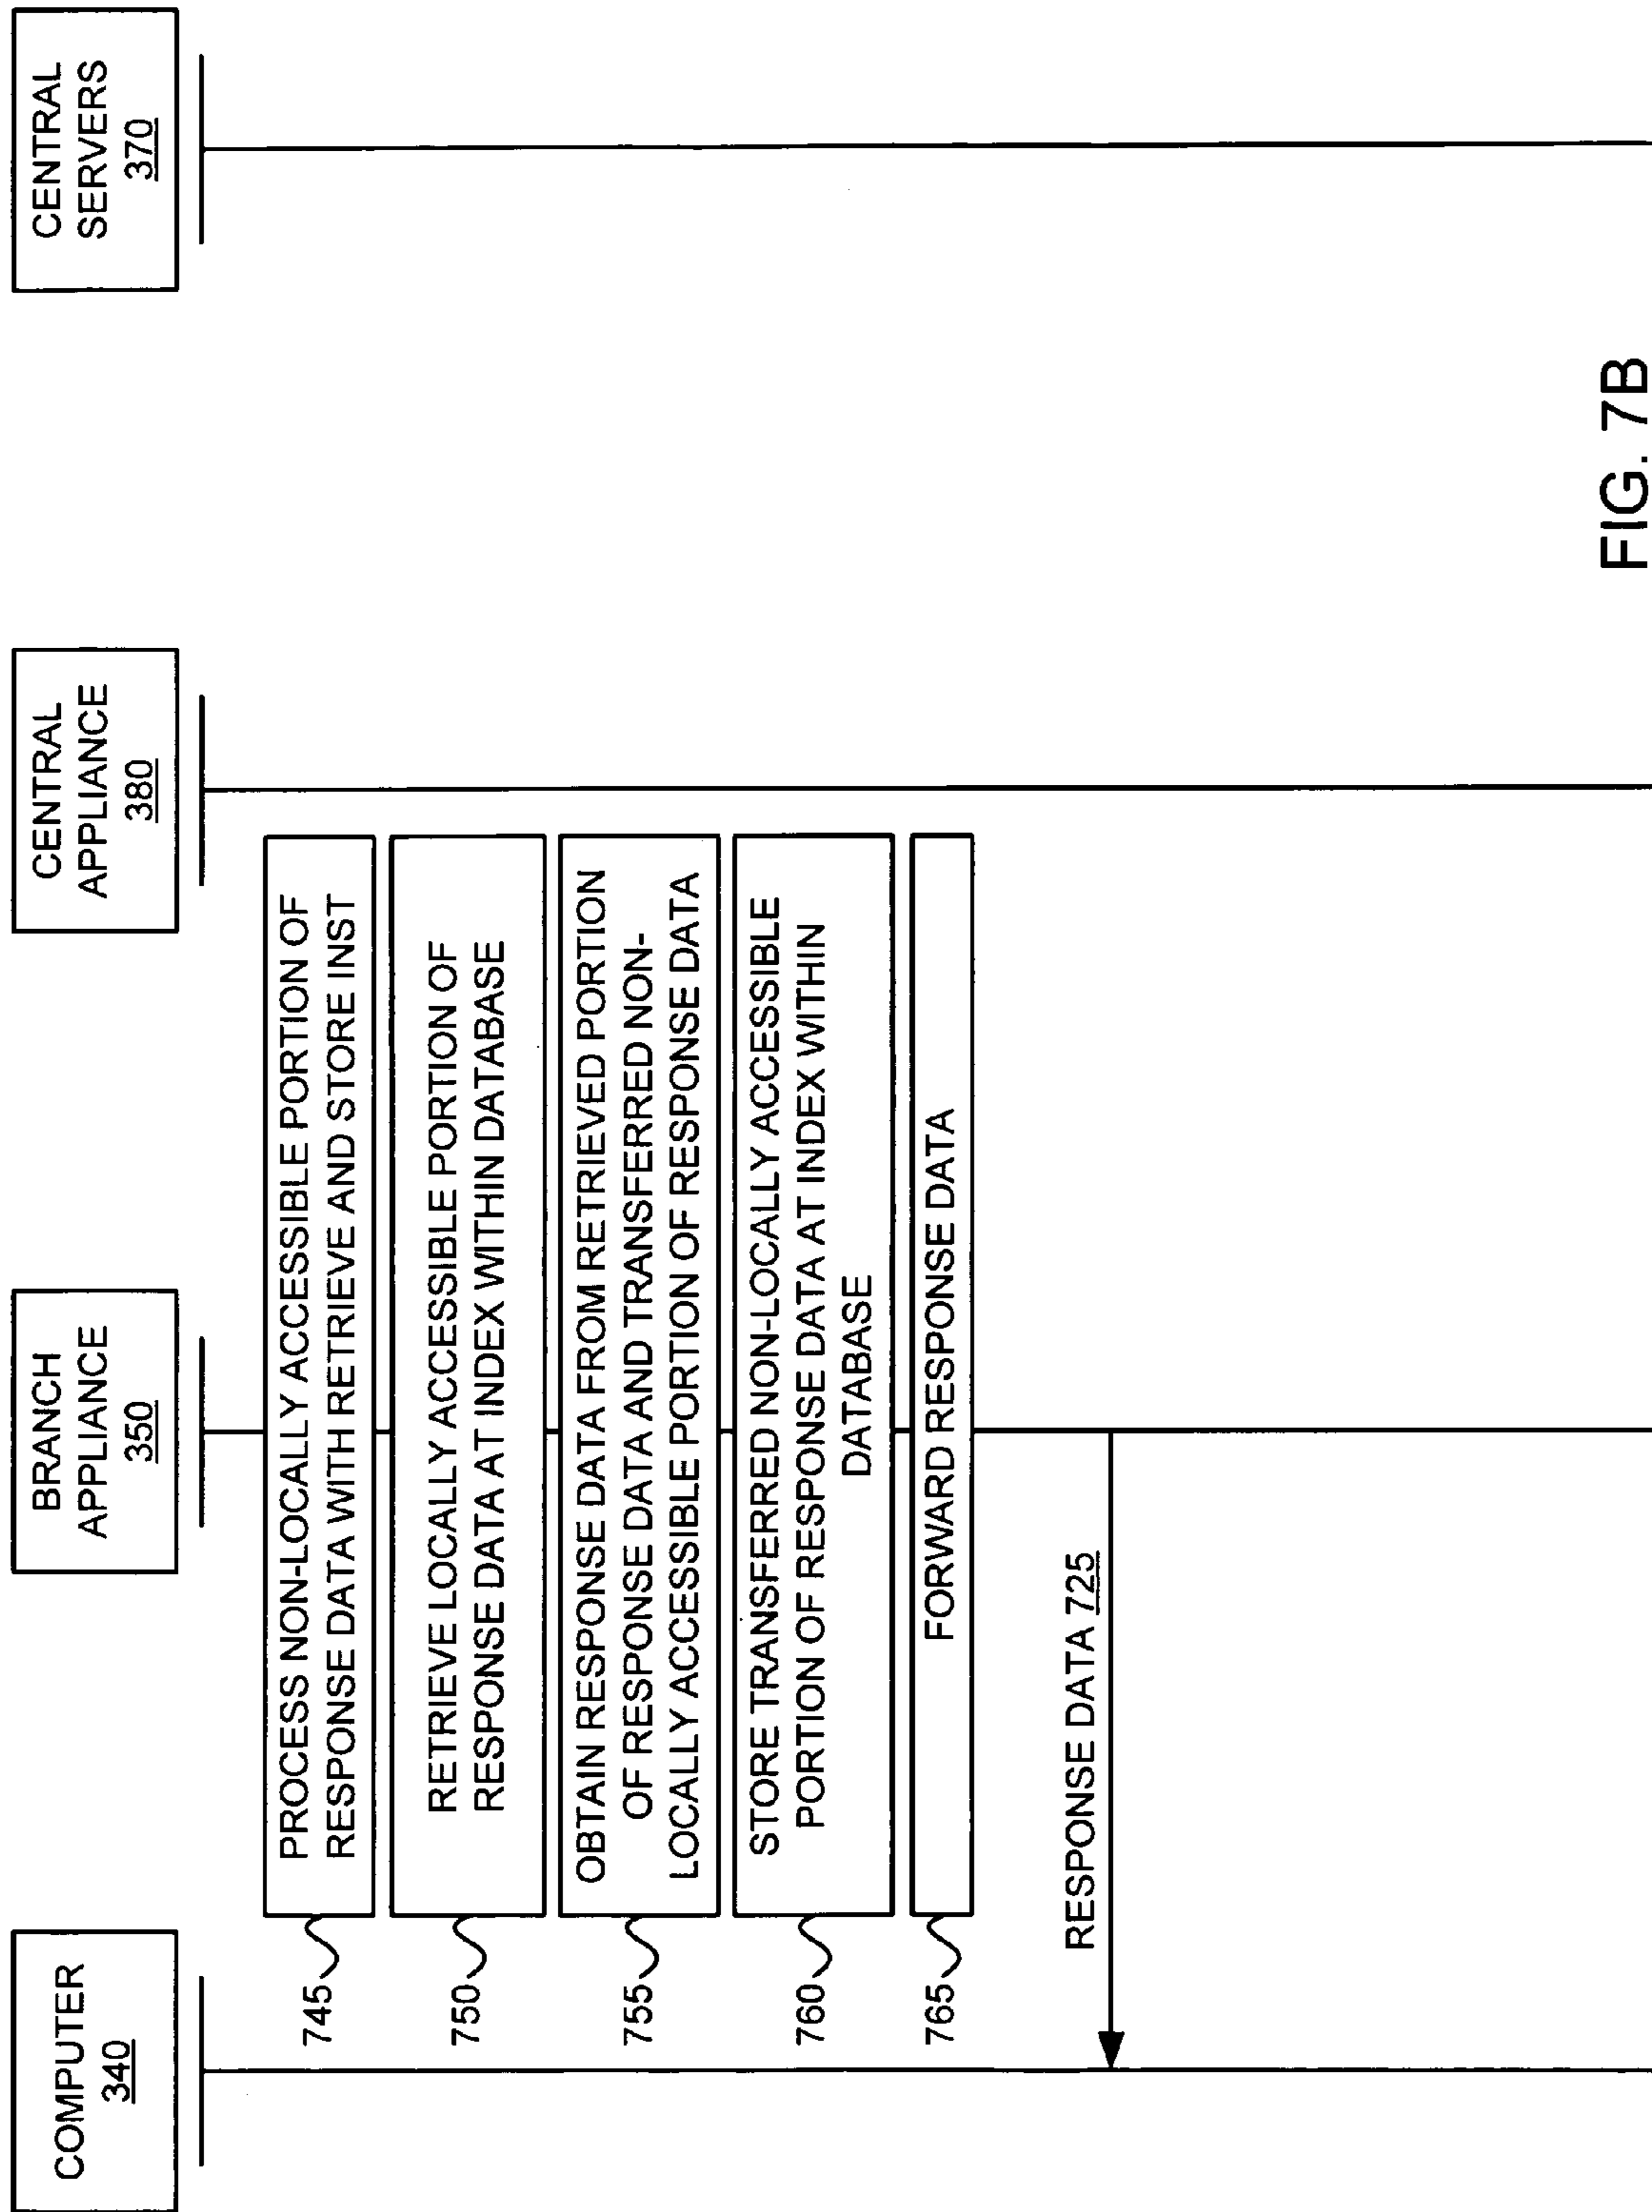 COMPUTER
340
BRANCH
APPLIANCE
350
CENTRAL
APPLIANCE
380
CENTRAL
SERVERS
370
745
PROCESS NON-LOCALLY ACCESSIBLE PORTION OF
RESPONSE DATA WITH RETRIEVE AND STORE INST
750
RETRIEVE LOCALLY ACCESSIBLE PORTION OF
RESPONSE DATA AT INDEX WITHIN DATABASE
755
OBTAIN RESPONSE DATA FROM RETRIEVED PORTION
OF RESPONSE DATA AND TRANSFERRED NON-
LOCALLY ACCESSIBLE PORTION OF RESPONSE DATA
760
STORE TRANSFERRED NON-LOCALLY ACCESSIBLE
PORTION OF RESPONSE DATA AT INDEX WITHIN
DATABASE
765
FORWARD RESPONSE DATA
RESPONSE DATA 725
FIG. 7B